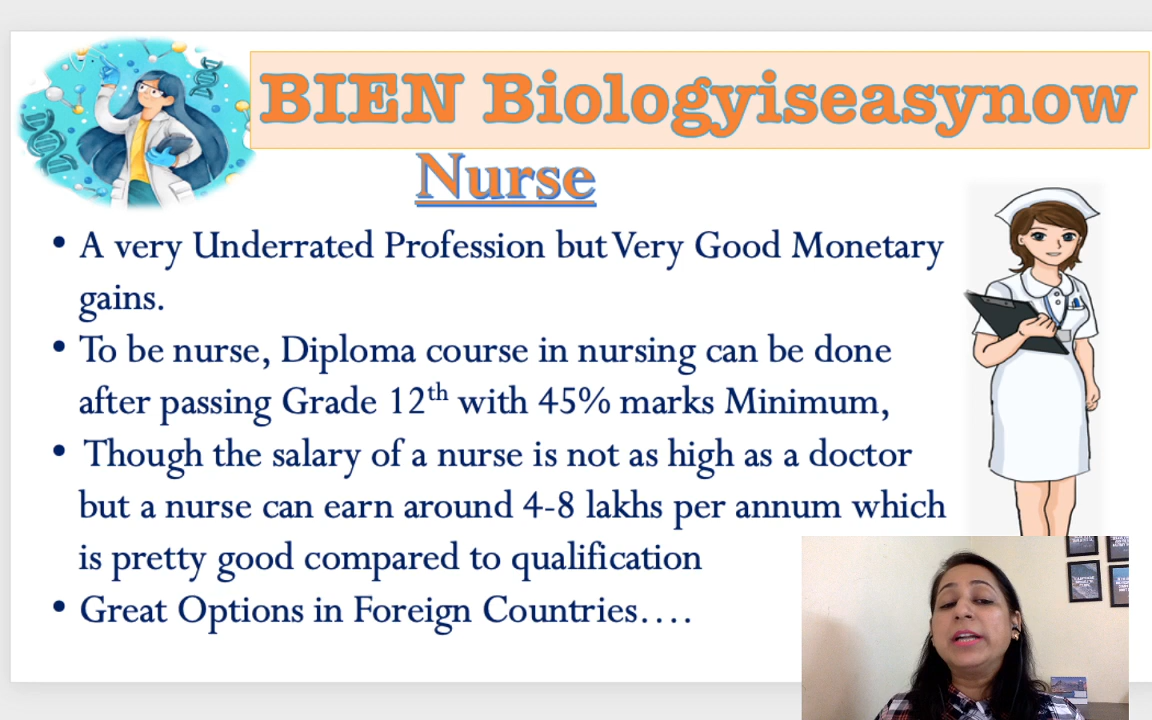 BIEN Biologyiseasynow
Nurse
• A very Underrated Profession but Very Good Monetary
gains.
• To be nurse, Diploma course in nursing can be done
after passing Grade 12th with 45% marks Minimum,
• Though the salary of a nurse is not as high as a doctor
but a nurse can earn around 4-8 lakhs per annum which
is pretty good compared to qualification
• Great Options in Foreign Countries....